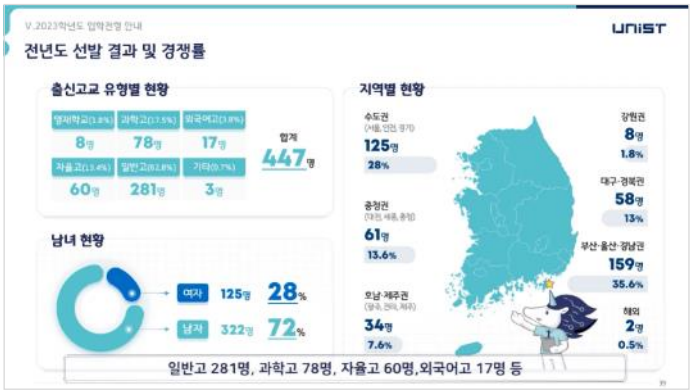 V.2023학년도 입학전형 안내
UNIST
전년도 선발 결과 및 경쟁률
출신고교 유형별 현황
영재학교(1.8%) 과학고(17.5%) 외국어고(3.8%)
8명 78명 17명
자율고(13.4%) 일반고(62.8%) 기타(0.7%)
60명 281명 3명
합계
447명
남녀 현황
여자 125명 28%
남자 322명 72%
지역별 현황
수도권
(서울, 인천, 경기)
125명
28%
충청권
(대전, 세종, 충청)
61명
13.6%
호남·제주권
(광주, 전라, 제주)
34명
7.6%
강원권
8명
1.8%
대구·경북권
58명
13%
부산·울산·경남권
159명
35.6%
해외
2명
0.5%
일반고 281명, 과학고 78명, 자율고 60명,외국어고 17명 등